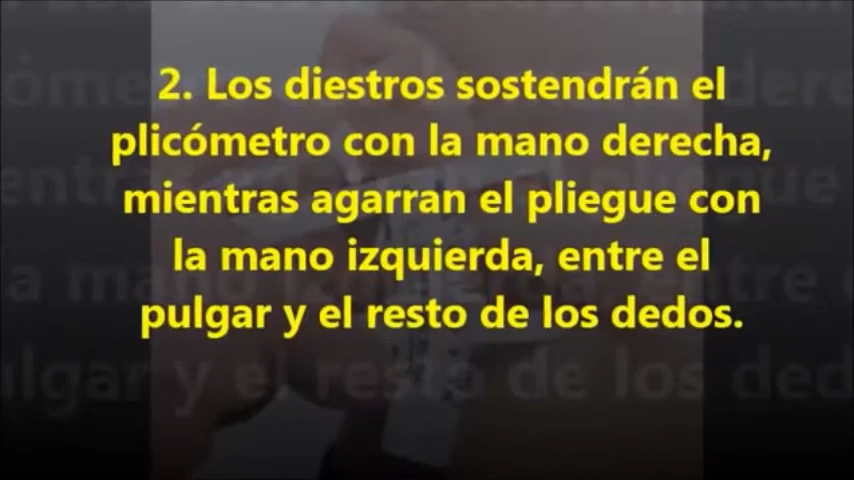 2. Los diestros sostendrán el
plicómetro con la mano derecha,
mientras agarran el pliegue con
la mano izquierda, entre el
pulgar y el resto de los dedos.